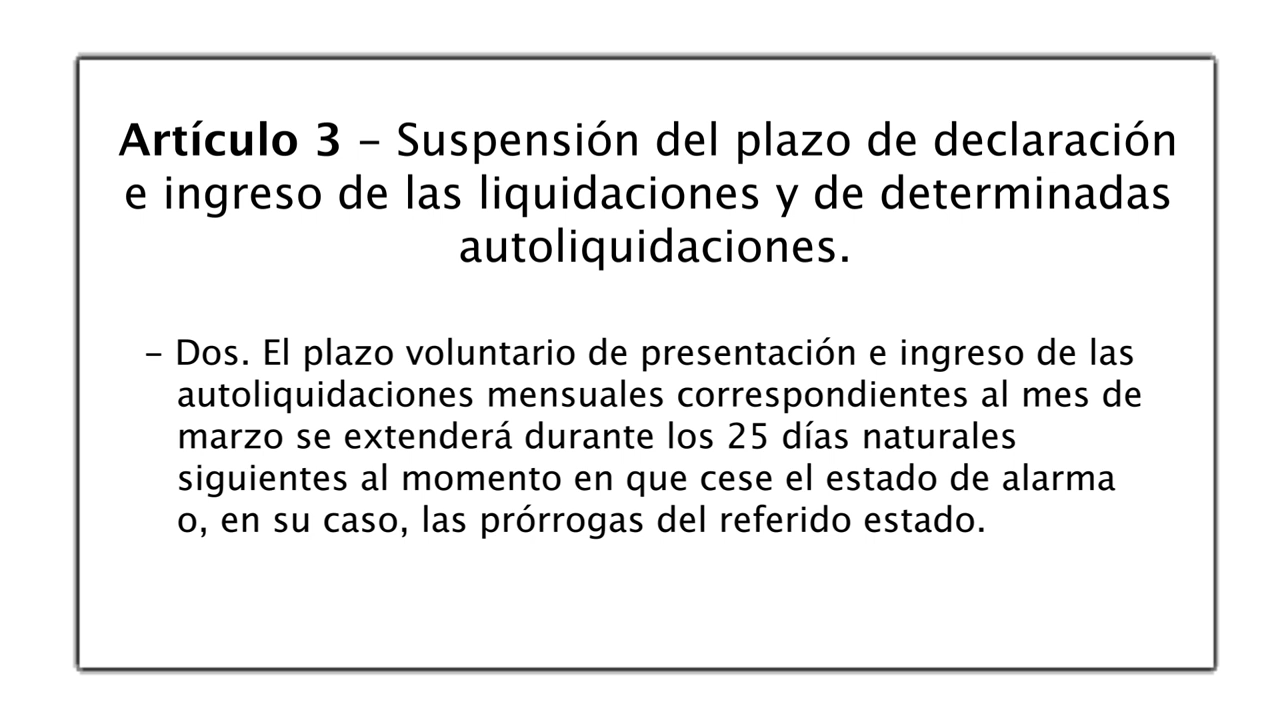 Artículo 3 – Suspensión del plazo de declaración
e ingreso de las liquidaciones y de determinadas
autoliquidaciones.
– Dos. El plazo voluntario de presentación e ingreso de las
autoliquidaciones mensuales correspondientes al mes de
marzo se extenderá durante los 25 días naturales
siguientes al momento en que cese el estado de alarma
o, en su caso, las prórrogas del referido estado.